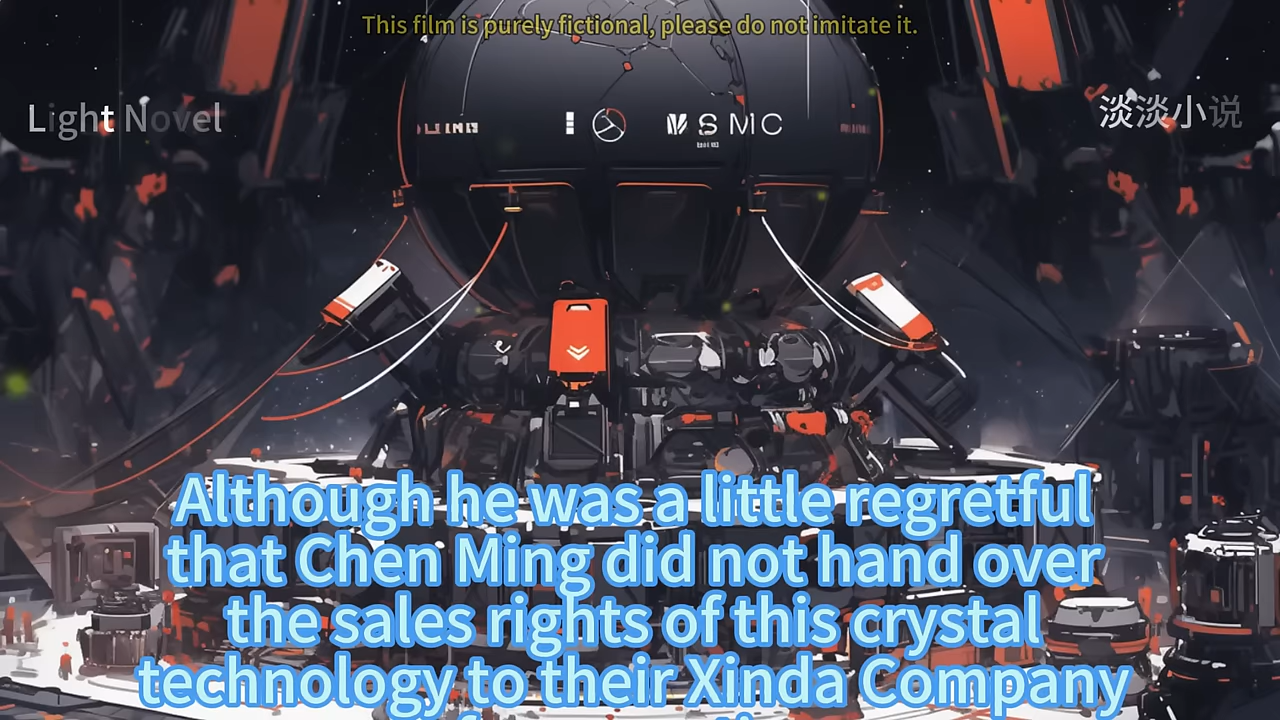 This film is purely fictional, please do not imitate it.
Light Novel
淡淡小说
SMC
Although he was a little regretful
that Chen Ming did not hand over
the sales rights of this crystal
technology to their Xinda Company